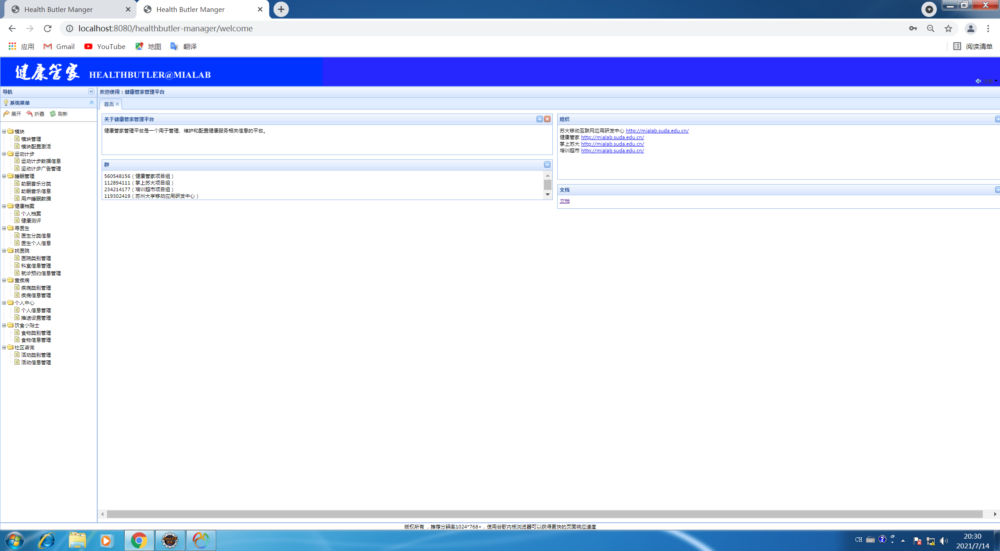 Health Butler Manger
Health Butler Manger
localhost:8080/healthbutler-manager/welcome
应用
Gmail
YouTube
地图
翻译
阅读清单
健康管家 HEALTHBUTLER@MIALAB
导航
系统菜单
展开 折叠 刷新
模块
模块管理
模块配置激活
运动计步
运动计步数据信息
运动计步广告管理
睡眠管理
助眠音乐分类
助眠音乐信息
用户睡眠数据
健康档案
个人档案
健康测评
寻医生
医生分类信息
医生个人信息
找医院
医院类别管理
科室信息管理
就诊预约信息管理
查疾病
疾病类别管理
疾病信息管理
个人中心
个人信息管理
推送设置管理
饮食小贴士
食物类别管理
食物信息管理
社区咨询
活动类别管理
活动信息管理
欢迎使用：健康管家管理平台
首页
关于健康管家管理平台
健康管家管理平台是一个用于管理、维护和配置健康服务相关信息的平台。
群
560548156（健康管家项目组）
112894111（掌上苏大项目组）
234214177（培训超市项目组）
119302419（苏州大学移动应用研发中心）
组织
苏大移动互联网应用研发中心 http://mialab.suda.edu.cn/
健康管家 http://mialab.suda.edu.cn/
掌上苏大 http://mialab.suda.edu.cn/
培训超市 http://mialab.suda.edu.cn/
文档
文档
版权所有 ，推荐分辨率1024*768+，使用谷歌内核浏览器可以获得更快的页面响应速度
Java EE
IDE
CH
20:30
2021/7/14